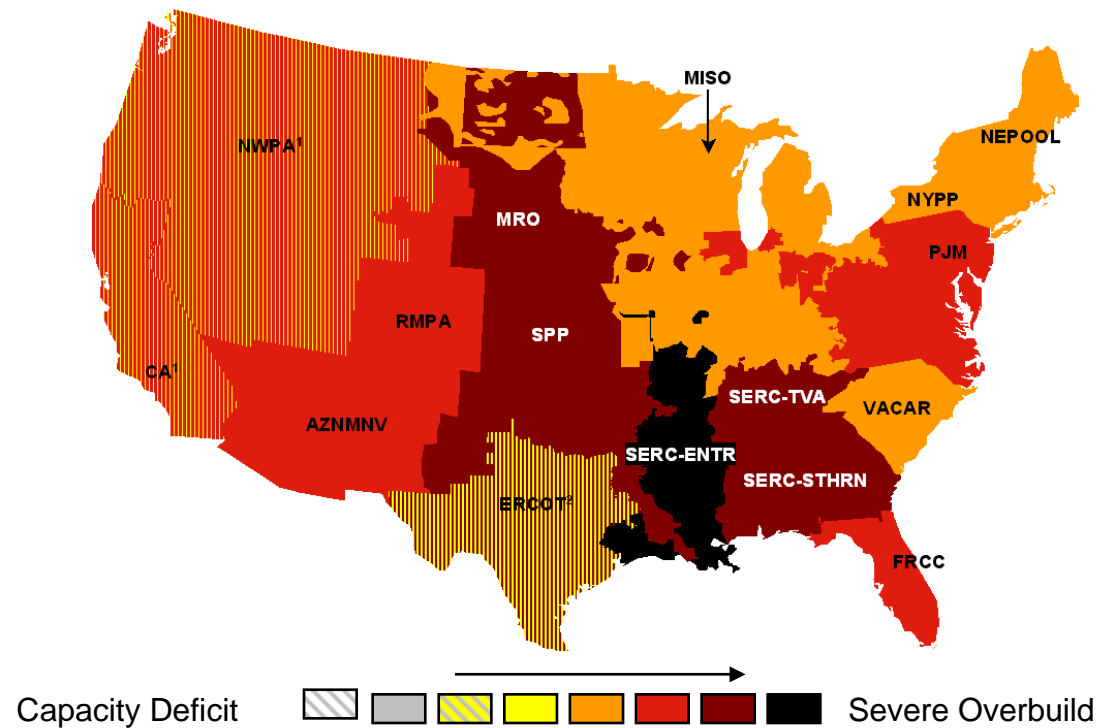 MISO
NWPA¹
NEPOOL
NYPP
MRO
PJM
RMPA
SPP
CA¹
SERC-TVA
VACAR
AZNMNV
SERC-ENTR
SERC-STHRN
ERCOT²
FRCC
Capacity Deficit
Severe Overbuild